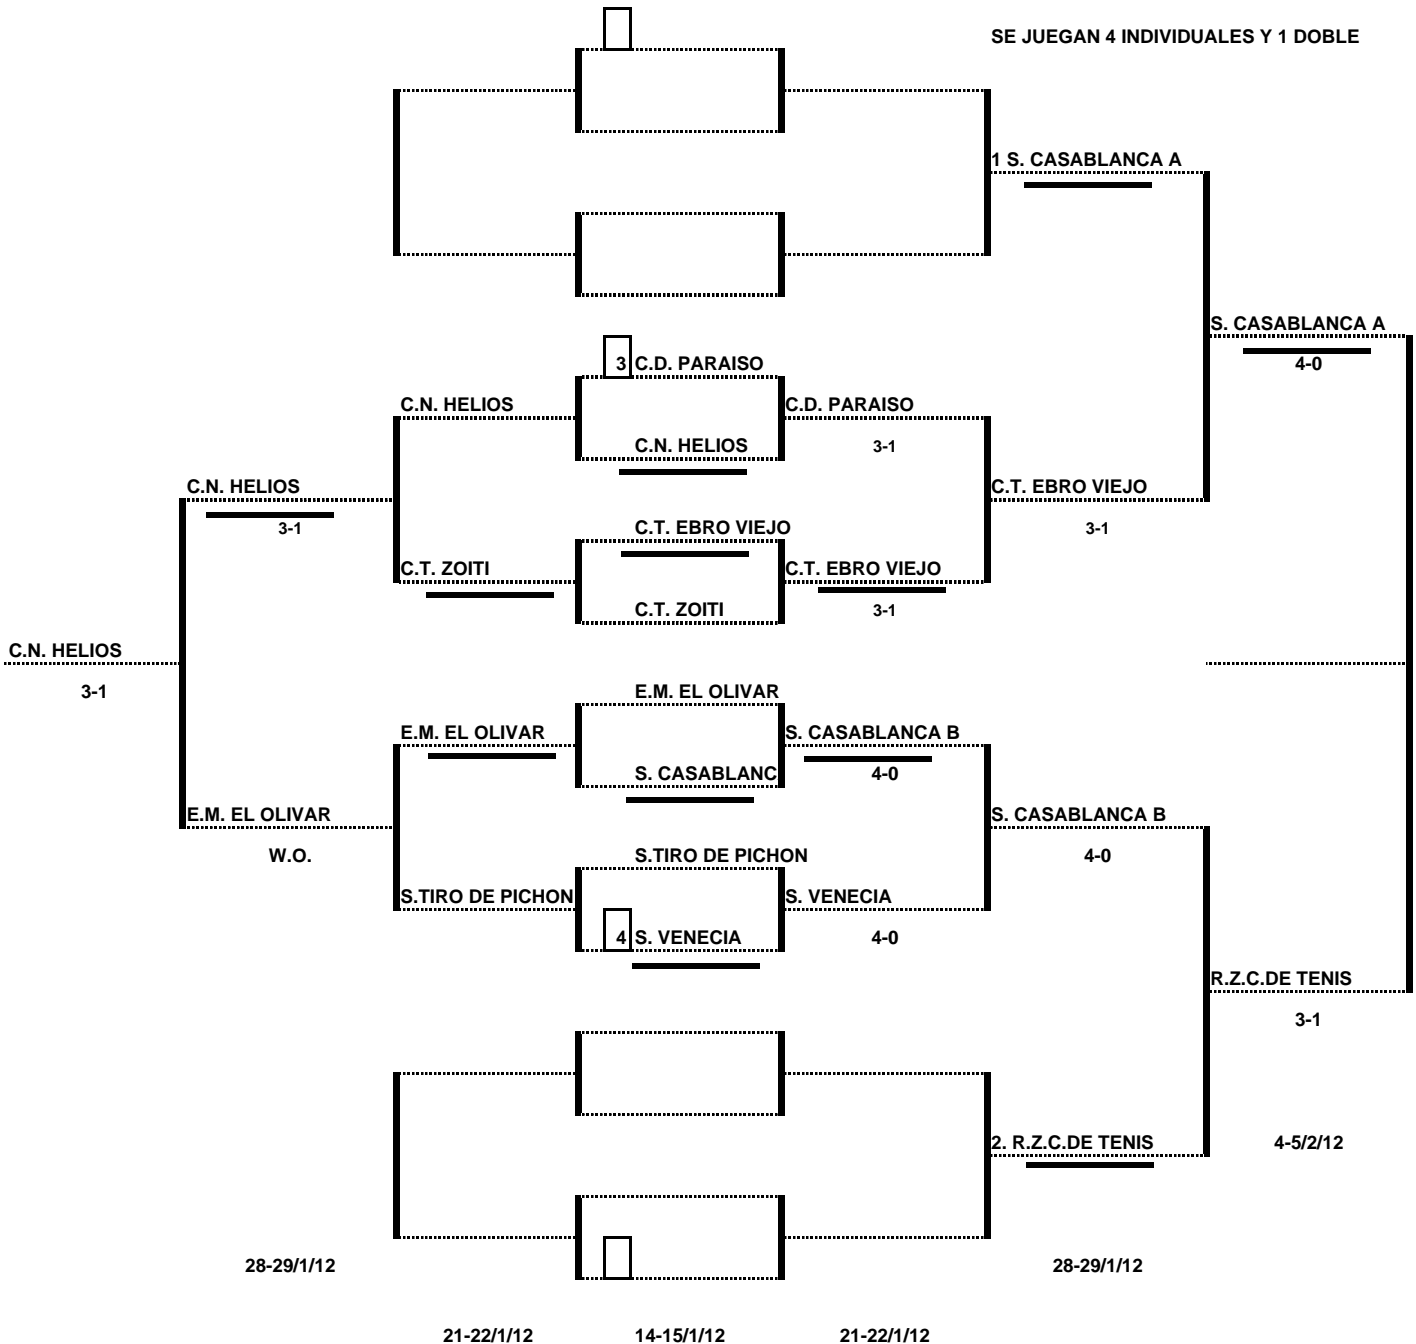 SE JUEGAN 4 INDIVIDUALES Y 1 DOBLE
1 S. CASABLANCA A
S. CASABLANCA A
3 C.D. PARAISO
4-0
C.N. HELIOS
C.D. PARAISO
C.N. HELIOS
3-1
C.N. HELIOS
C.T. EBRO VIEJO
3-1
C.T. EBRO VIEJO
3-1
C.T. ZOITI
C.T. EBRO VIEJO
C.T. ZOITI
3-1
C.N. HELIOS
3-1
E.M. EL OLIVAR
E.M. EL OLIVAR
S. CASABLANCA B
S. CASABLANC
4-0
E.M. EL OLIVAR
S. CASABLANCA B
W.O.
S.TIRO DE PICHON
4-0
S.TIRO DE PICHON
S. VENECIA
4 S. VENECIA
4-0
R.Z.C.DE TENIS
3-1
2. R.Z.C.DE TENIS
4-5/2/12
28-29/1/12
28-29/1/12
21-22/1/12
14-15/1/12
21-22/1/12